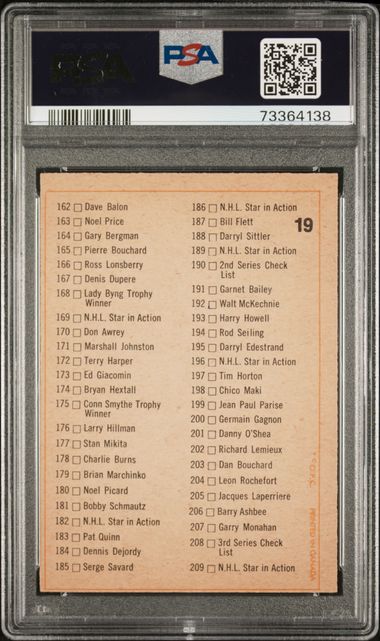 PSA
73364138
19
162 Dave Balon
163 Noel Price
164 Gary Bergman
165 Pierre Bouchard
166 Ross Lonsberry
167 Denis Dupere
168 Lady Byng Trophy
Winner
169 N.H.L. Star in Action
170 Don Awrey
171 Marshall Johnston
172 Terry Harper
173 Ed Giacomin
174 Bryan Hextall
175 Conn Smythe Trophy
Winner
176 Larry Hillman
177 Stan Mikita
178 Charlie Burns
179 Brian Marchinko
180 Noel Picard
181 Bobby Schmautz
182 N.H.L. Star in Action
183 Pat Quinn
184 Dennis Dejordy
185 Serge Savard
186 N.H.L. Star in Action
187 Bill Flett
188 Darryl Sittler
189 N.H.L. Star in Action
190 2nd Series Check
List
191 Garnet Bailey
192 Walt McKechnie
193 Harry Howell
194 Rod Seiling
195 Darryl Edestrand
196 N.H.L. Star in Action
197 Tim Horton
198 Chico Maki
199 Jean Paul Parise
200 Germain Gagnon
201 Danny O'Shea
202 Richard Lemieux
203 Dan Bouchard
204 Leon Rochefort
205 Jacques Laperriere
206 Barry Ashbee
207 Garry Monahan
208 3rd Series Check
List
209 N.H.L. Star in Action
PRINTED IN CANADA